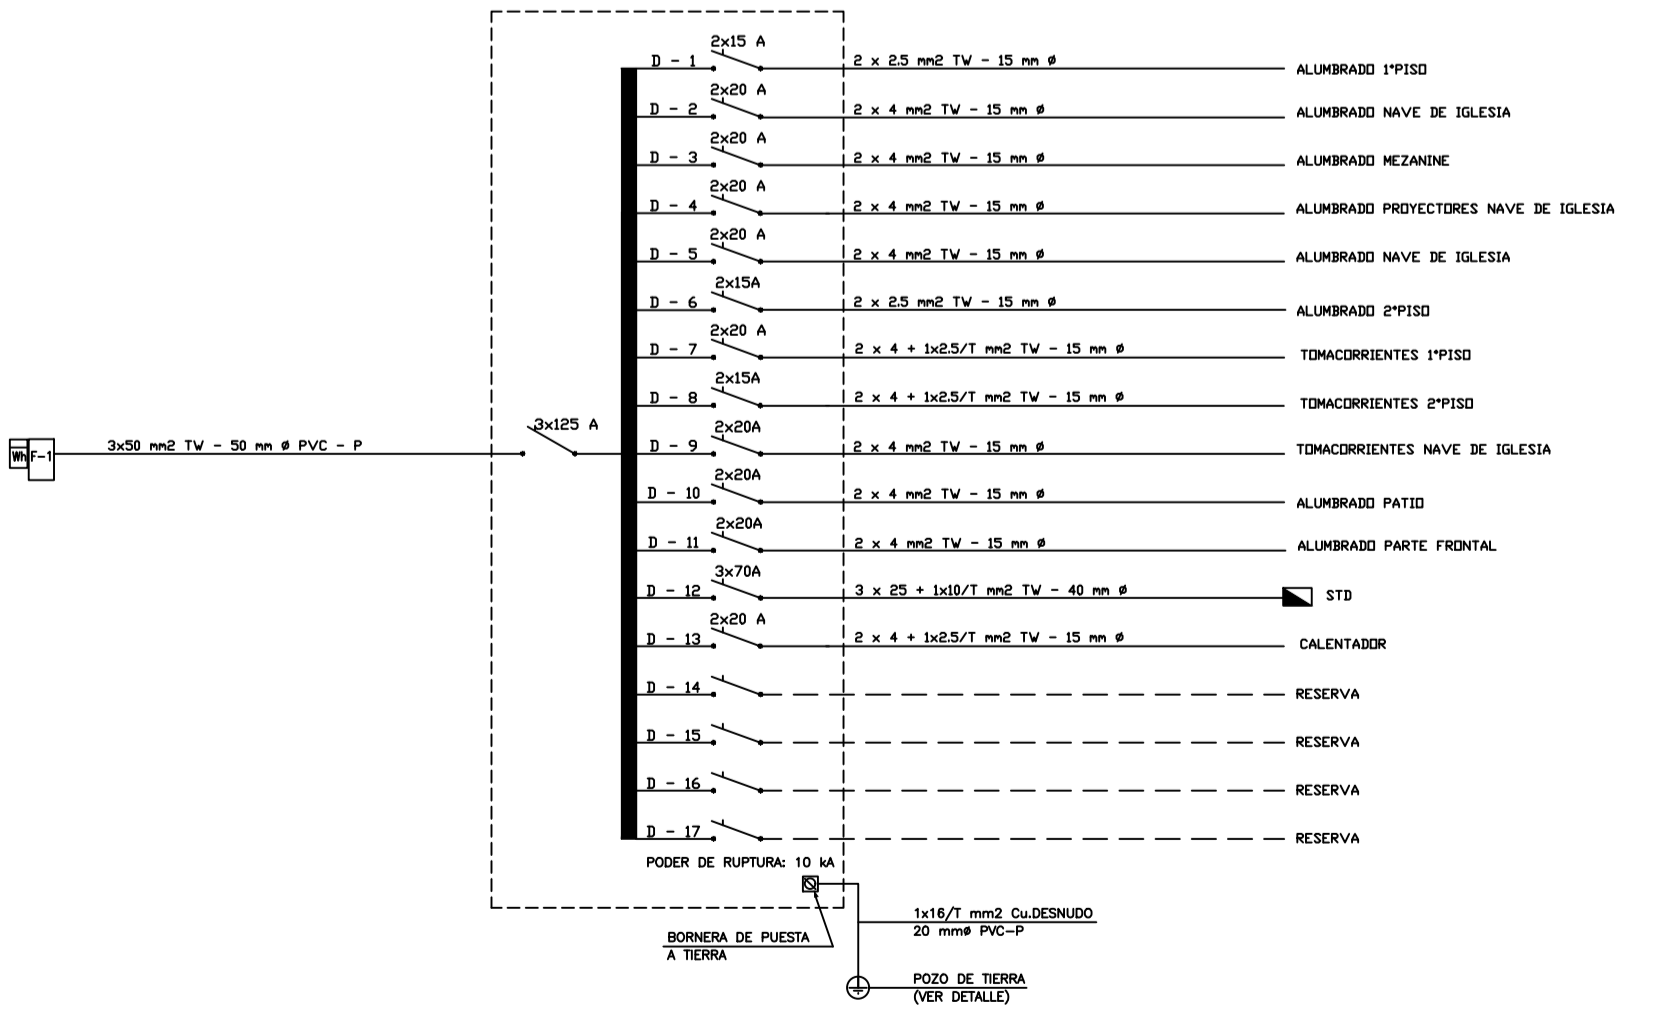 2x15 A
D - 1
2 x 2.5 mm2 TW - 15 mm ø
ALUMBRADO 1°PISO
2x20 A
D - 2
2 x 4 mm2 TW - 15 mm ø
ALUMBRADO NAVE DE IGLESIA
2x20 A
D - 3
2 x 4 mm2 TW - 15 mm ø
ALUMBRADO MEZANINE
2x20 A
D - 4
2 x 4 mm2 TW - 15 mm ø
ALUMBRADO PROYECTORES NAVE DE IGLESIA
2x20 A
D - 5
2 x 4 mm2 TW - 15 mm ø
ALUMBRADO NAVE DE IGLESIA
2x15A
D - 6
2 x 2.5 mm2 TW - 15 mm ø
ALUMBRADO 2°PISO
2x20 A
D - 7
2 x 4 + 1x2.5/T mm2 TW - 15 mm ø
TOMACORRIENTES 1°PISO
2x15A
D - 8
2 x 4 + 1x2.5/T mm2 TW - 15 mm ø
TOMACORRIENTES 2°PISO
Wh
F-1
3x50 mm2 TW - 50 mm ø PVC - P
3x125 A
2x20A
D - 9
2 x 4 mm2 TW - 15 mm ø
TOMACORRIENTES NAVE DE IGLESIA
2x20A
D - 10
2 x 4 mm2 TW - 15 mm ø
ALUMBRADO PATIO
2x20A
D - 11
2 x 4 mm2 TW - 15 mm ø
ALUMBRADO PARTE FRONTAL
3x70A
D - 12
3 x 25 + 1x10/T mm2 TW - 40 mm ø
STD
2x20 A
D - 13
2 x 4 + 1x2.5/T mm2 TW - 15 mm ø
CALENTADOR
D - 14
RESERVA
D - 15
RESERVA
D - 16
RESERVA
D - 17
RESERVA
PODER DE RUPTURA: 10 kA
1x16/T mm2 Cu.DESNUDO
20 mmø PVC-P
BORNERA DE PUESTA
A TIERRA
POZO DE TIERRA
(VER DETALLE)